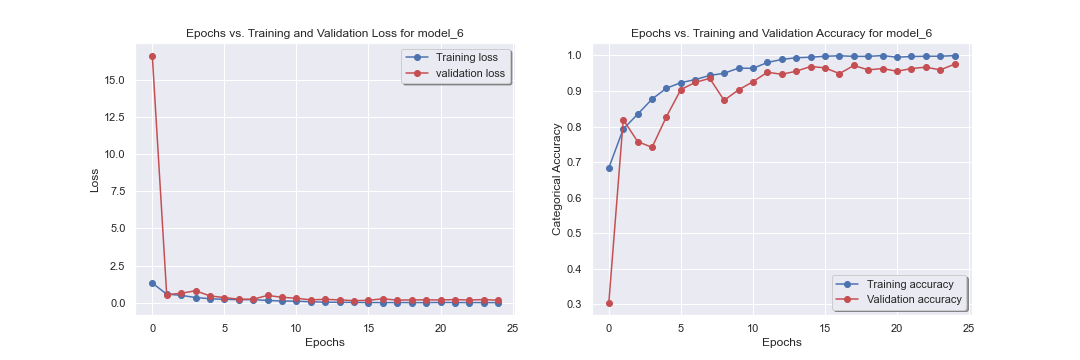 Epochs vs. Training and Validation Loss for model_6
Training loss
validation loss
15.0
12.5
10.0
7.5
5.0
2.5
0.0
Loss
0 5 10 15 20 25
Epochs
Epochs vs. Training and Validation Accuracy for model_6
1.0
0.9
0.8
0.7
0.6
0.5
0.4
0.3
Categorical Accuracy
Training accuracy
Validation accuracy
0 5 10 15 20 25
Epochs